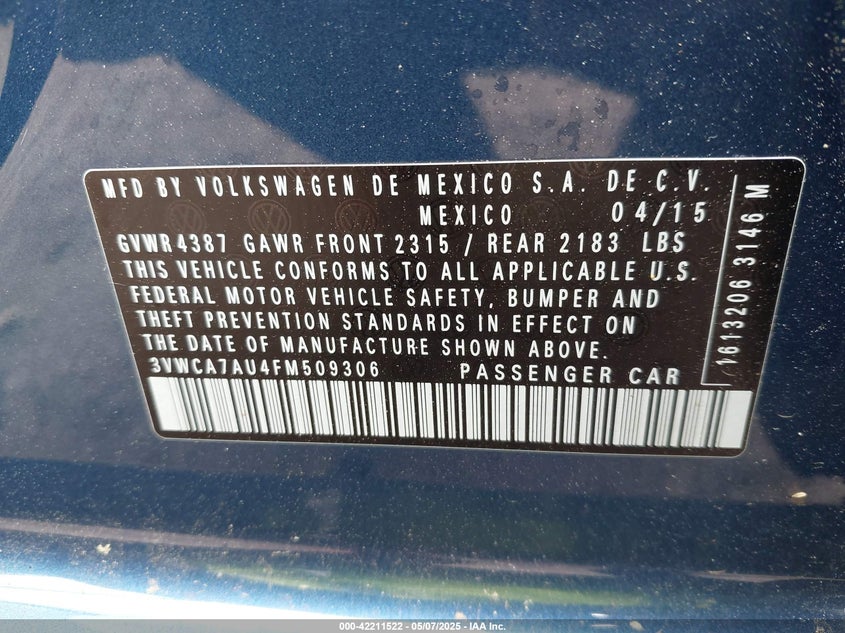 MFD BY VOLKSWAGEN DE MEXICO S.A. DE C.V.
MEXICO 04/15
GVWR 4387 GAWR FRONT 2315 / REAR 2183 LBS
THIS VEHICLE CONFORMS TO ALL APPLICABLE U.S.
FEDERAL MOTOR VEHICLE SAFETY, BUMPER AND
THEFT PREVENTION STANDARDS IN EFFECT ON
THE DATE OF MANUFACTURE SHOWN ABOVE.
3VWCA7AU4FM509306 PASSENGER CAR
1613206 3146 M
000-42211522 | 05/07/2025 - IAA Inc.